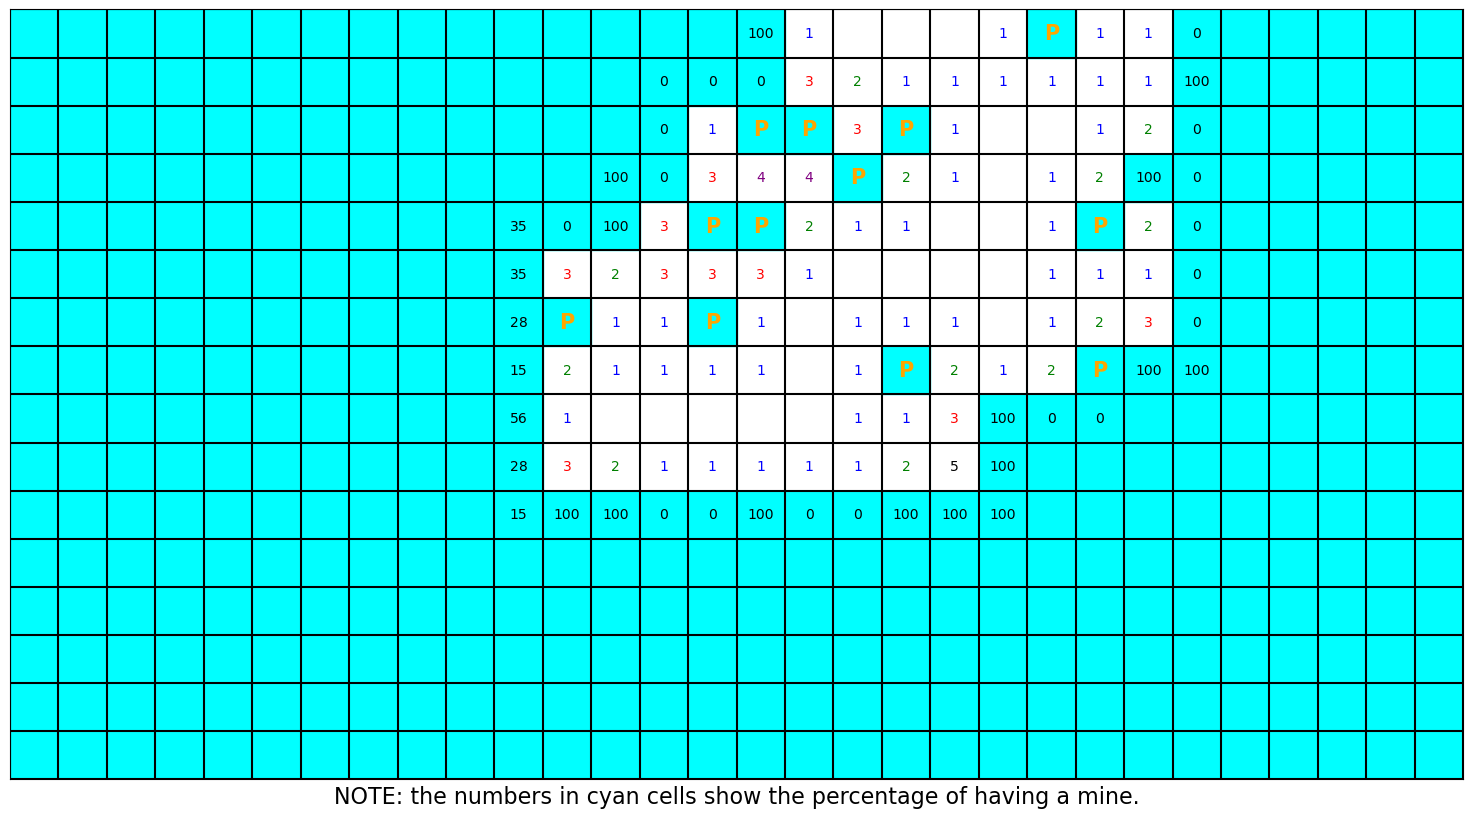 100 1 1 P 1 1 0
0 0 0 3 2 1 1 1 1 1 1 100
0 1 P P 3 P 1 1 2 0
100 0 3 4 4 P 2 1 1 2 100 0
35 0 100 3 P P 2 1 1 1 P 2 0
35 3 2 3 3 3 1 1 1 1 0
28 P 1 1 P 1 1 1 1 1 2 3 0
15 2 1 1 1 1 1 P 2 1 2 P 100 100
56 1 1 1 3 100 0 0
28 3 2 1 1 1 1 1 2 5 100
15 100 100 0 0 100 0 0 100 100 100
NOTE: the numbers in cyan cells show the percentage of having a mine.